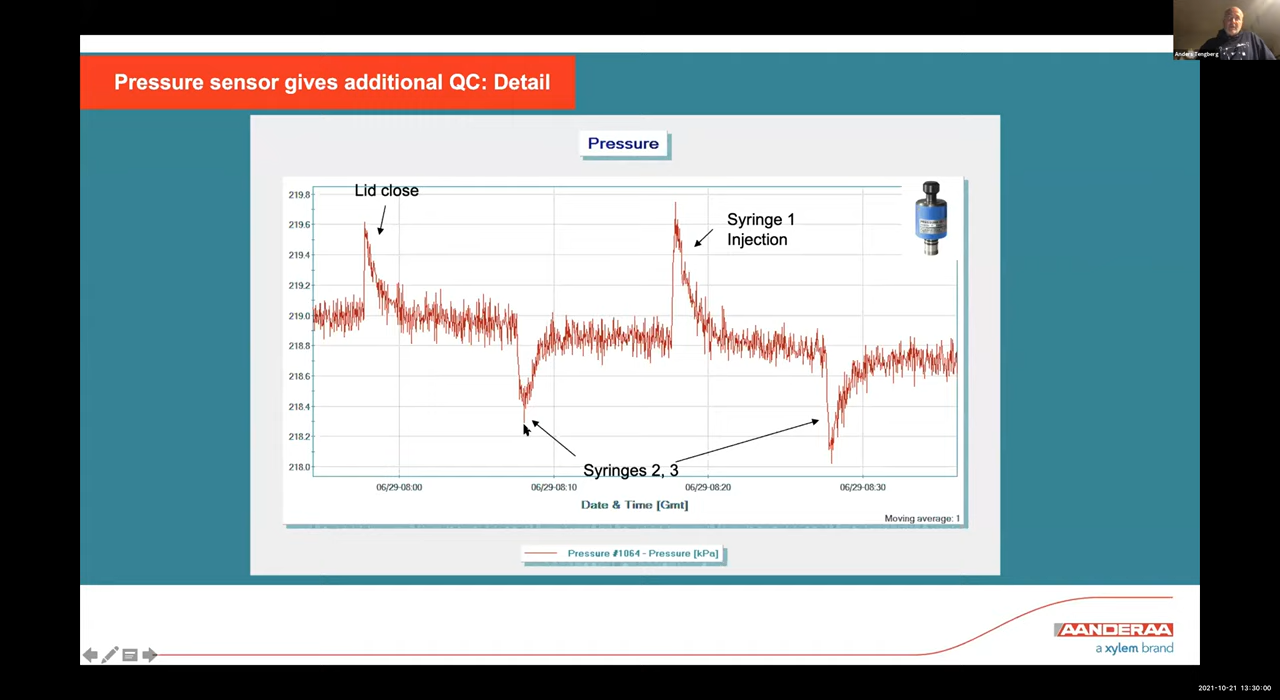 Anders Tengberg
Pressure sensor gives additional QC: Detail
Pressure
Lid close
Syringe 1
Injection
219.8
219.6
219.4
219.2
219.0
218.8
218.6
218.4
218.2
218.0
Syringes 2, 3
06/29-08:00
06/29-08:10
06/29-08:20
06/29-08:30
Date & Time [Gmt]
Moving average: 1
Pressure #1064 - Pressure [kPa]
AANDERAA
a xylem brand
2021-10-21 13:30:00